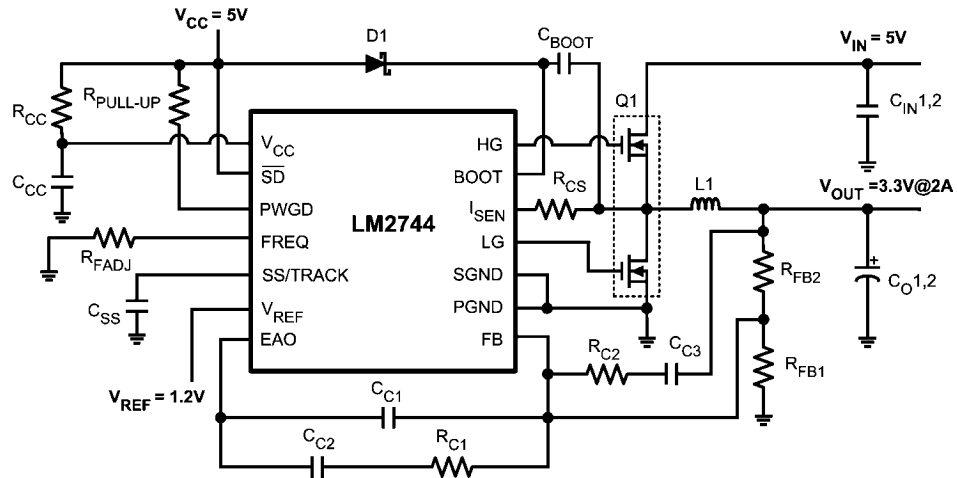 V_CC = 5V
D1
C_BOOT
V_IN = 5V
R_CC
R_PULL-UP
Q1
C_IN1,2
V_CC
HG
C_CC
SD
BOOT
R_CS
L1
V_OUT =3.3V@2A
PWGD
LM2744
I_SEN
FREQ
LG
R_FADJ
R_FB2
C_O1,2
+
SS/TRACK
SGND
C_SS
V_REF
PGND
EAO
FB
R_C2
C_C3
R_FB1
V_REF = 1.2V
C_C1
C_C2
R_C1